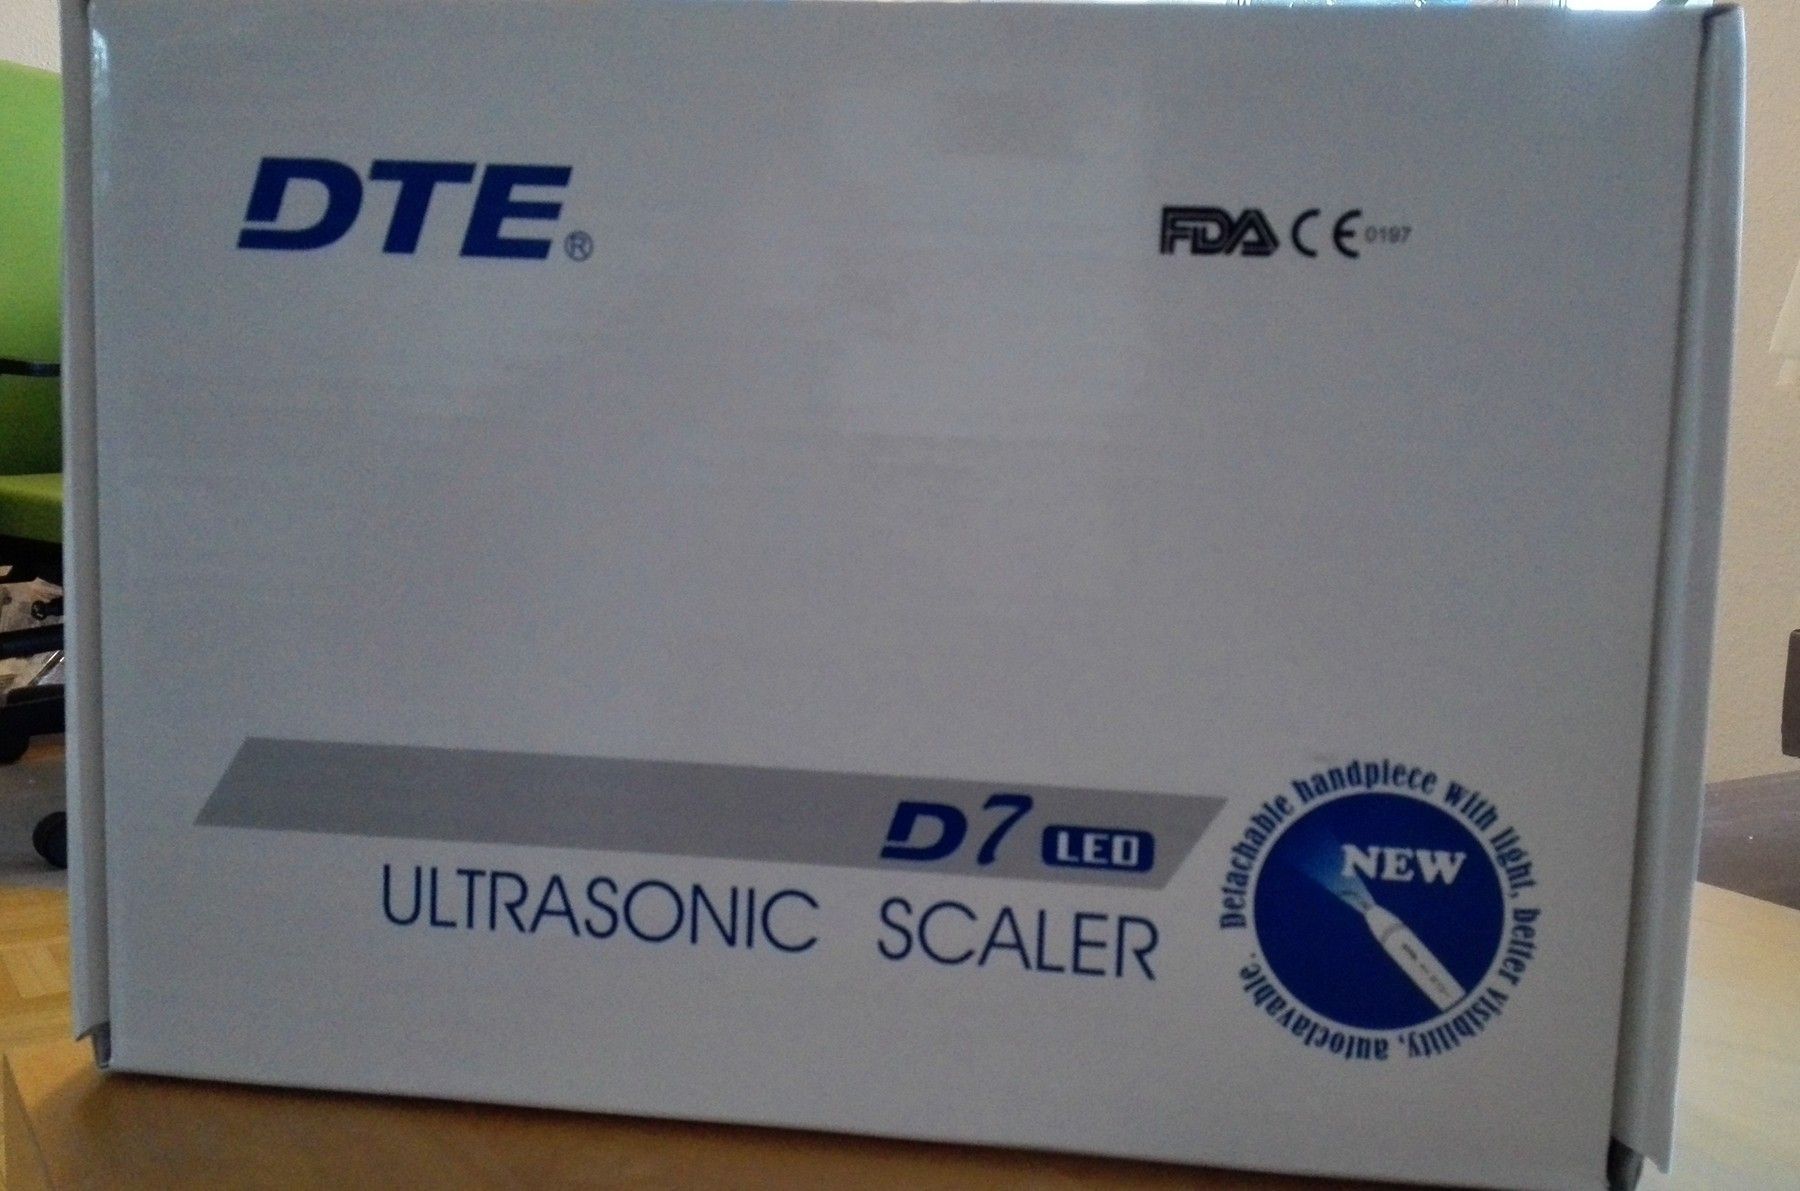 DTE®
FDA CE 0197
D7 LED
ULTRASONIC SCALER
Detachable handpiece with light, better visibility, autoclavable.
NEW